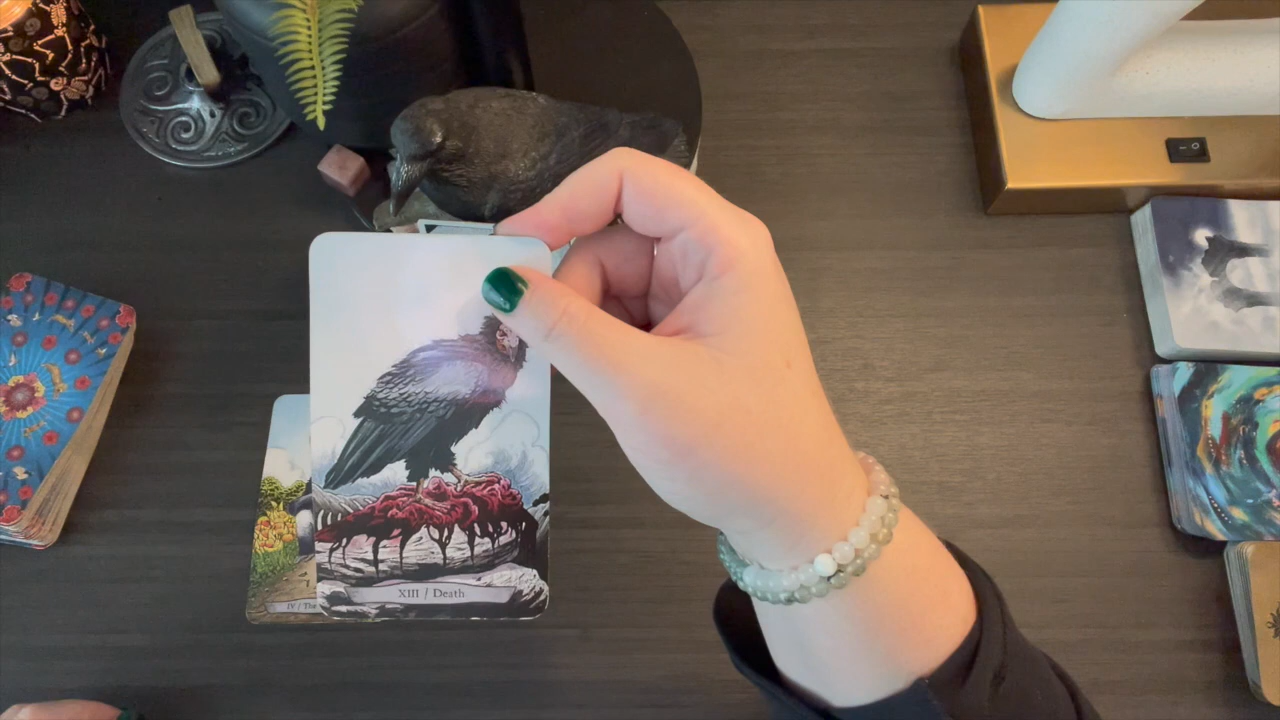 IV / The
XIII / Death